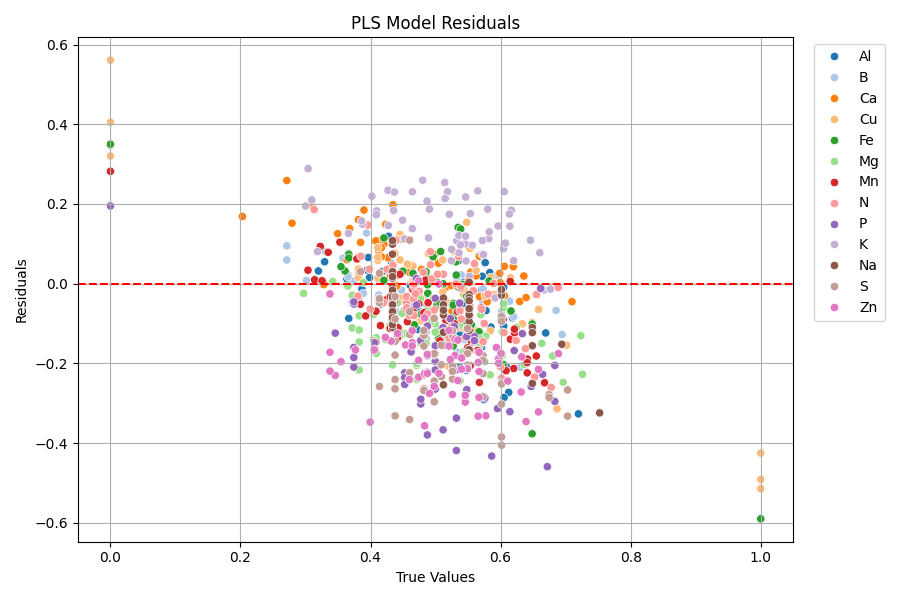 PLS Model Residuals
Residuals
0.6
0.4
0.2
0.0
−0.2
−0.4
−0.6
0.0 0.2 0.4 0.6 0.8 1.0
True Values
Al
B
Ca
Cu
Fe
Mg
Mn
N
P
K
Na
S
Zn